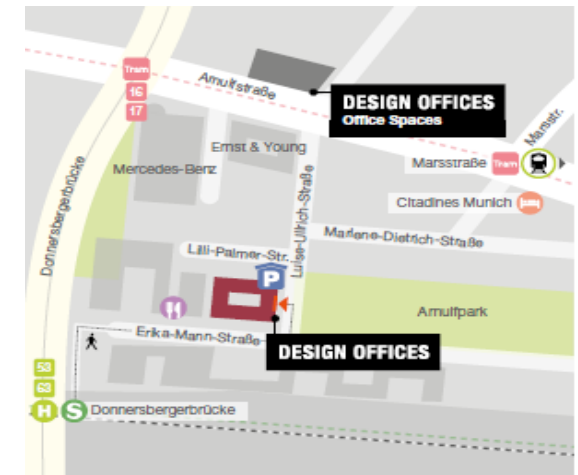 Tram
16
17
Arnulfstraße
DESIGN OFFICES
Office Spaces
Marsstr.
Ernst & Young
Mercedes-Benz
Marsstraße
Tram
Citadines Munich
Donnersbergerbrücke
Luise-Ullrich-Straße
Marlene-Dietrich-Straße
Lilli-Palmer-Str.
P
Arnulfpark
Erika-Mann-Straße
DESIGN OFFICES
53
63
H
S
Donnersbergerbrücke